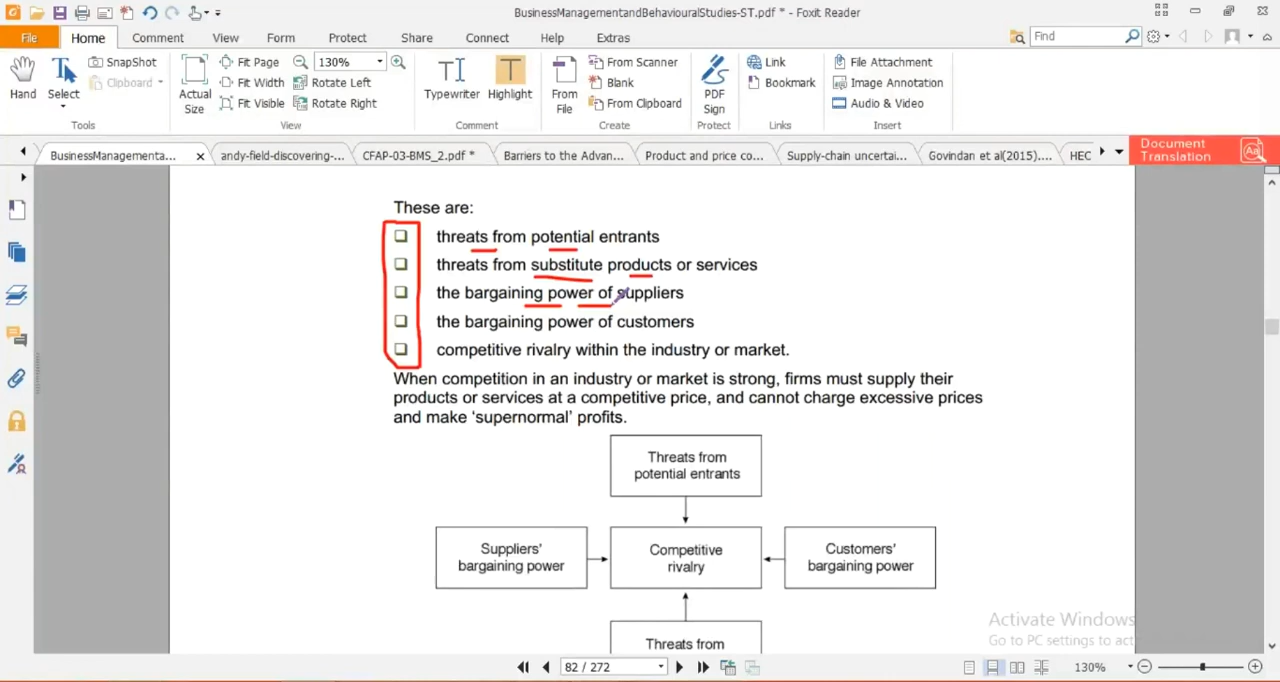 BusinessManagementandBehaviouralStudies-ST.pdf * - Foxit Reader
File Home Comment View Form Protect Share Connect Help Extras Find
Hand
Select
SnapShot
Clipboard
Tools
Actual
Size
Fit Page
Fit Width
Fit Visible
130%
Rotate Left
Rotate Right
View
Typewriter
Highlight
Comment
From
File
From Scanner
Blank
From Clipboard
Create
PDF
Sign
Protect
Link
Bookmark
Links
File Attachment
Image Annotation
Audio & Video
Insert
BusinessManagementa... andy-field-discovering-... CFAP-03-BMS_2.pdf * Barriers to the Advan... Product and price co... Supply-chain uncertai... Govindan et al(2015).... HEC
Document
Translation
These are:
threats from potential entrants
threats from substitute products or services
the bargaining power of suppliers
the bargaining power of customers
competitive rivalry within the industry or market.
When competition in an industry or market is strong, firms must supply their
products or services at a competitive price, and cannot charge excessive prices
and make ‘supernormal’ profits.
Threats from
potential entrants
Suppliers’
bargaining power
Competitive
rivalry
Customers’
bargaining power
Threats from
Activate Windows
Go to PC settings to act
82 / 272
130%